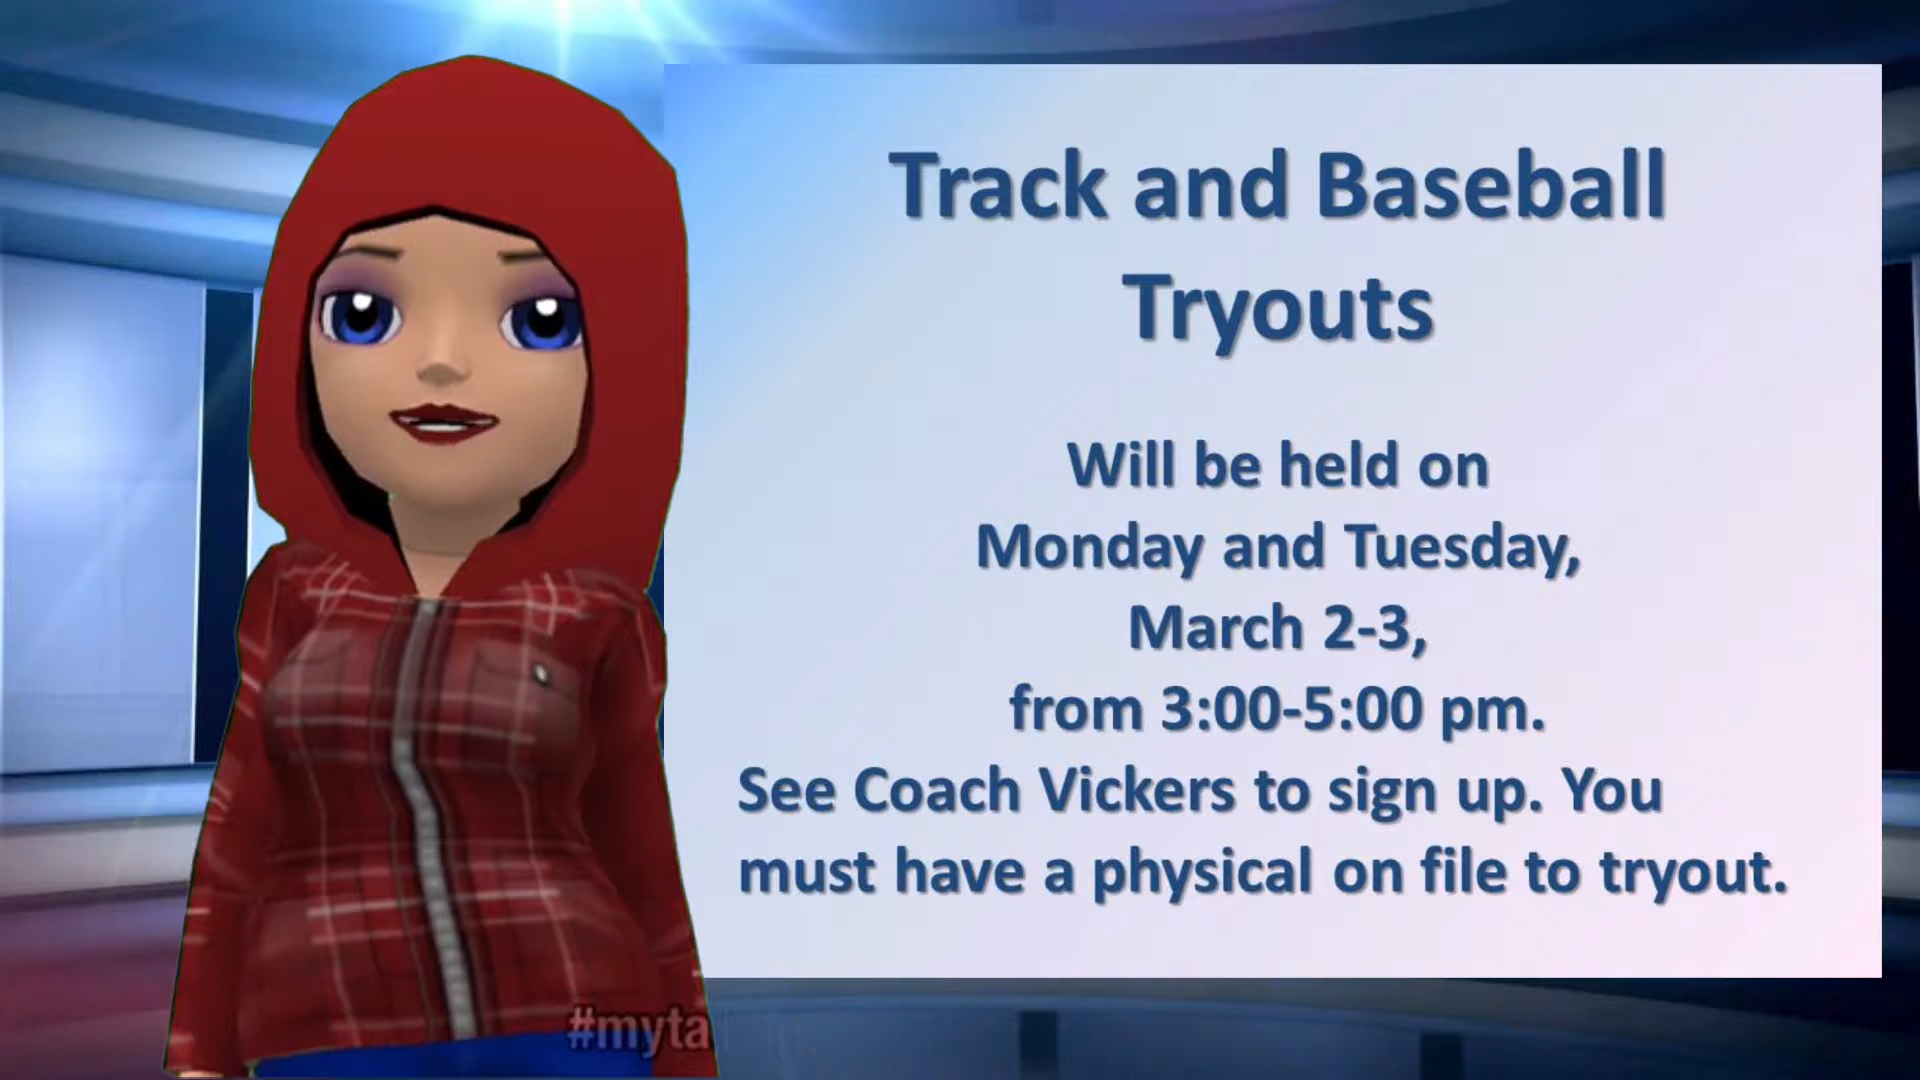 Track and Baseball
Tryouts
Will be held on
Monday and Tuesday,
March 2-3,
from 3:00-5:00 pm.
See Coach Vickers to sign up. You
must have a physical on file to tryout.